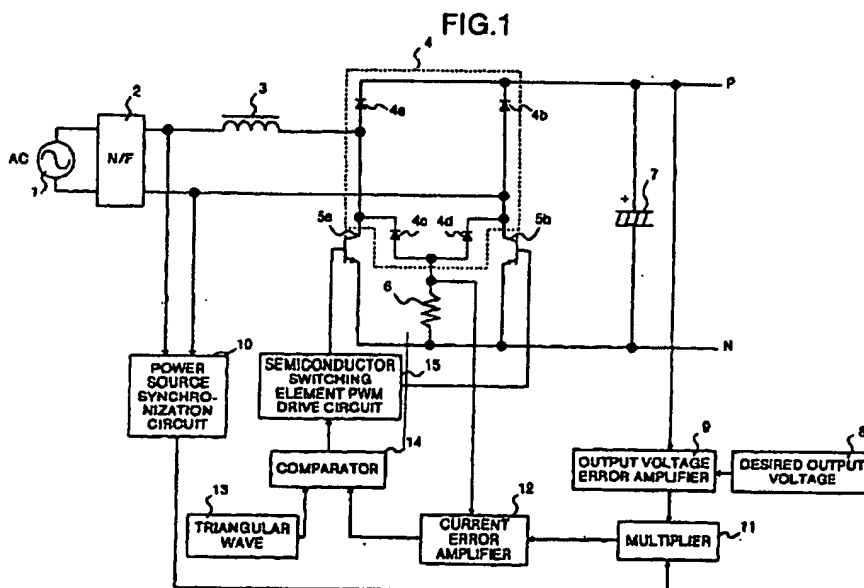 FIG.1
4
2
3
4a
4b
P
AC
N/F
1
7
+
5a
4c
4d
5b
6
N
10
POWER
SOURCE
SYNCHRO-
NIZATION
CIRCUIT
SEMICONDUCTOR
SWITCHING
ELEMENT PWM
DRIVE CIRCUIT
15
14
COMPARATOR
9
8
OUTPUT VOLTAGE
ERROR AMPLIFIER
DESIRED OUTPUT
VOLTAGE
13
TRIANGULAR
WAVE
12
CURRENT
ERROR
AMPLIFIER
11
MULTIPLIER